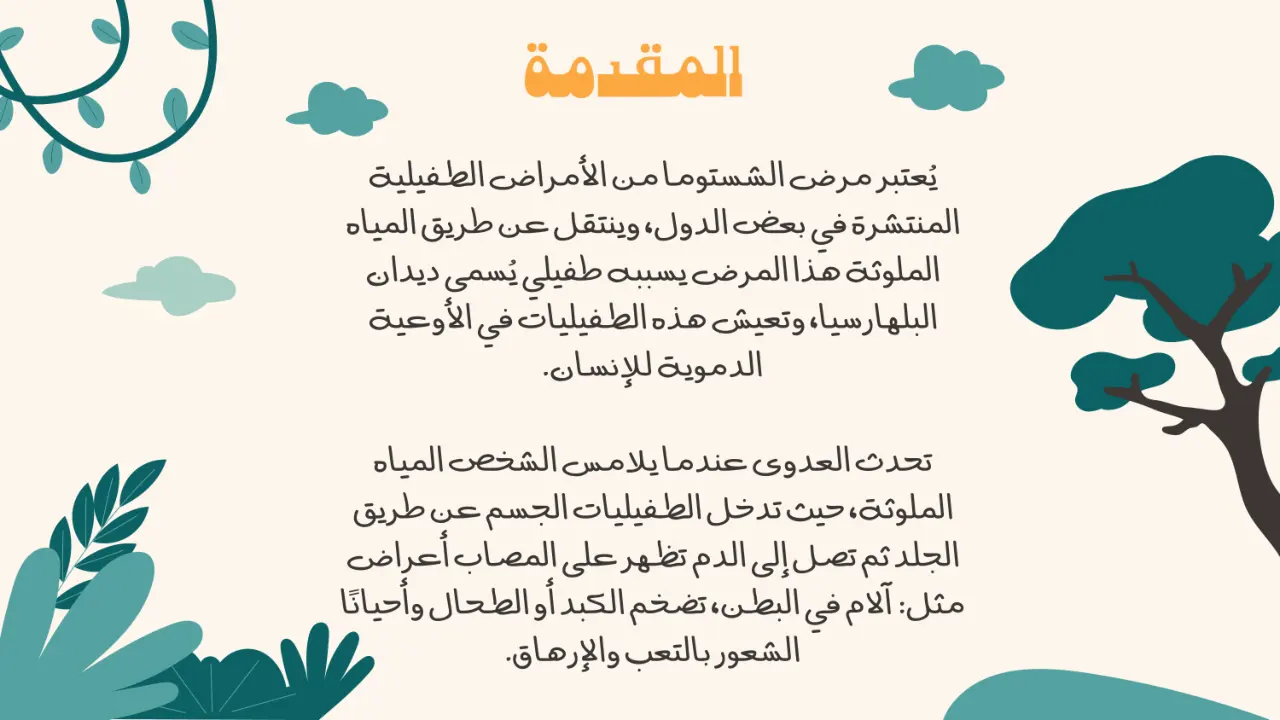 المقدمة
يُعتبر مرض الشستوما من الأمراض الطفيلية
المنتشرة في بعض الدول، وينتقل عن طريق المياه
الملوثة هذا المرض يسببه طفيلي يُسمى ديدان
البلهارسيا، وتعيش هذه الطفيليات في الأوعية
الدموية للإنسان.
تحدث العدوى عندما يلامس الشخص المياه
الملوثة، حيث تدخل الطفيليات الجسم عن طريق
الجلد ثم تصل إلى الدم تظهر على المصاب أعراض
مثل: آلام في البطن، تضخم الكبد أو الطحال وأحيانًا
الشعور بالتعب والإرهاق.